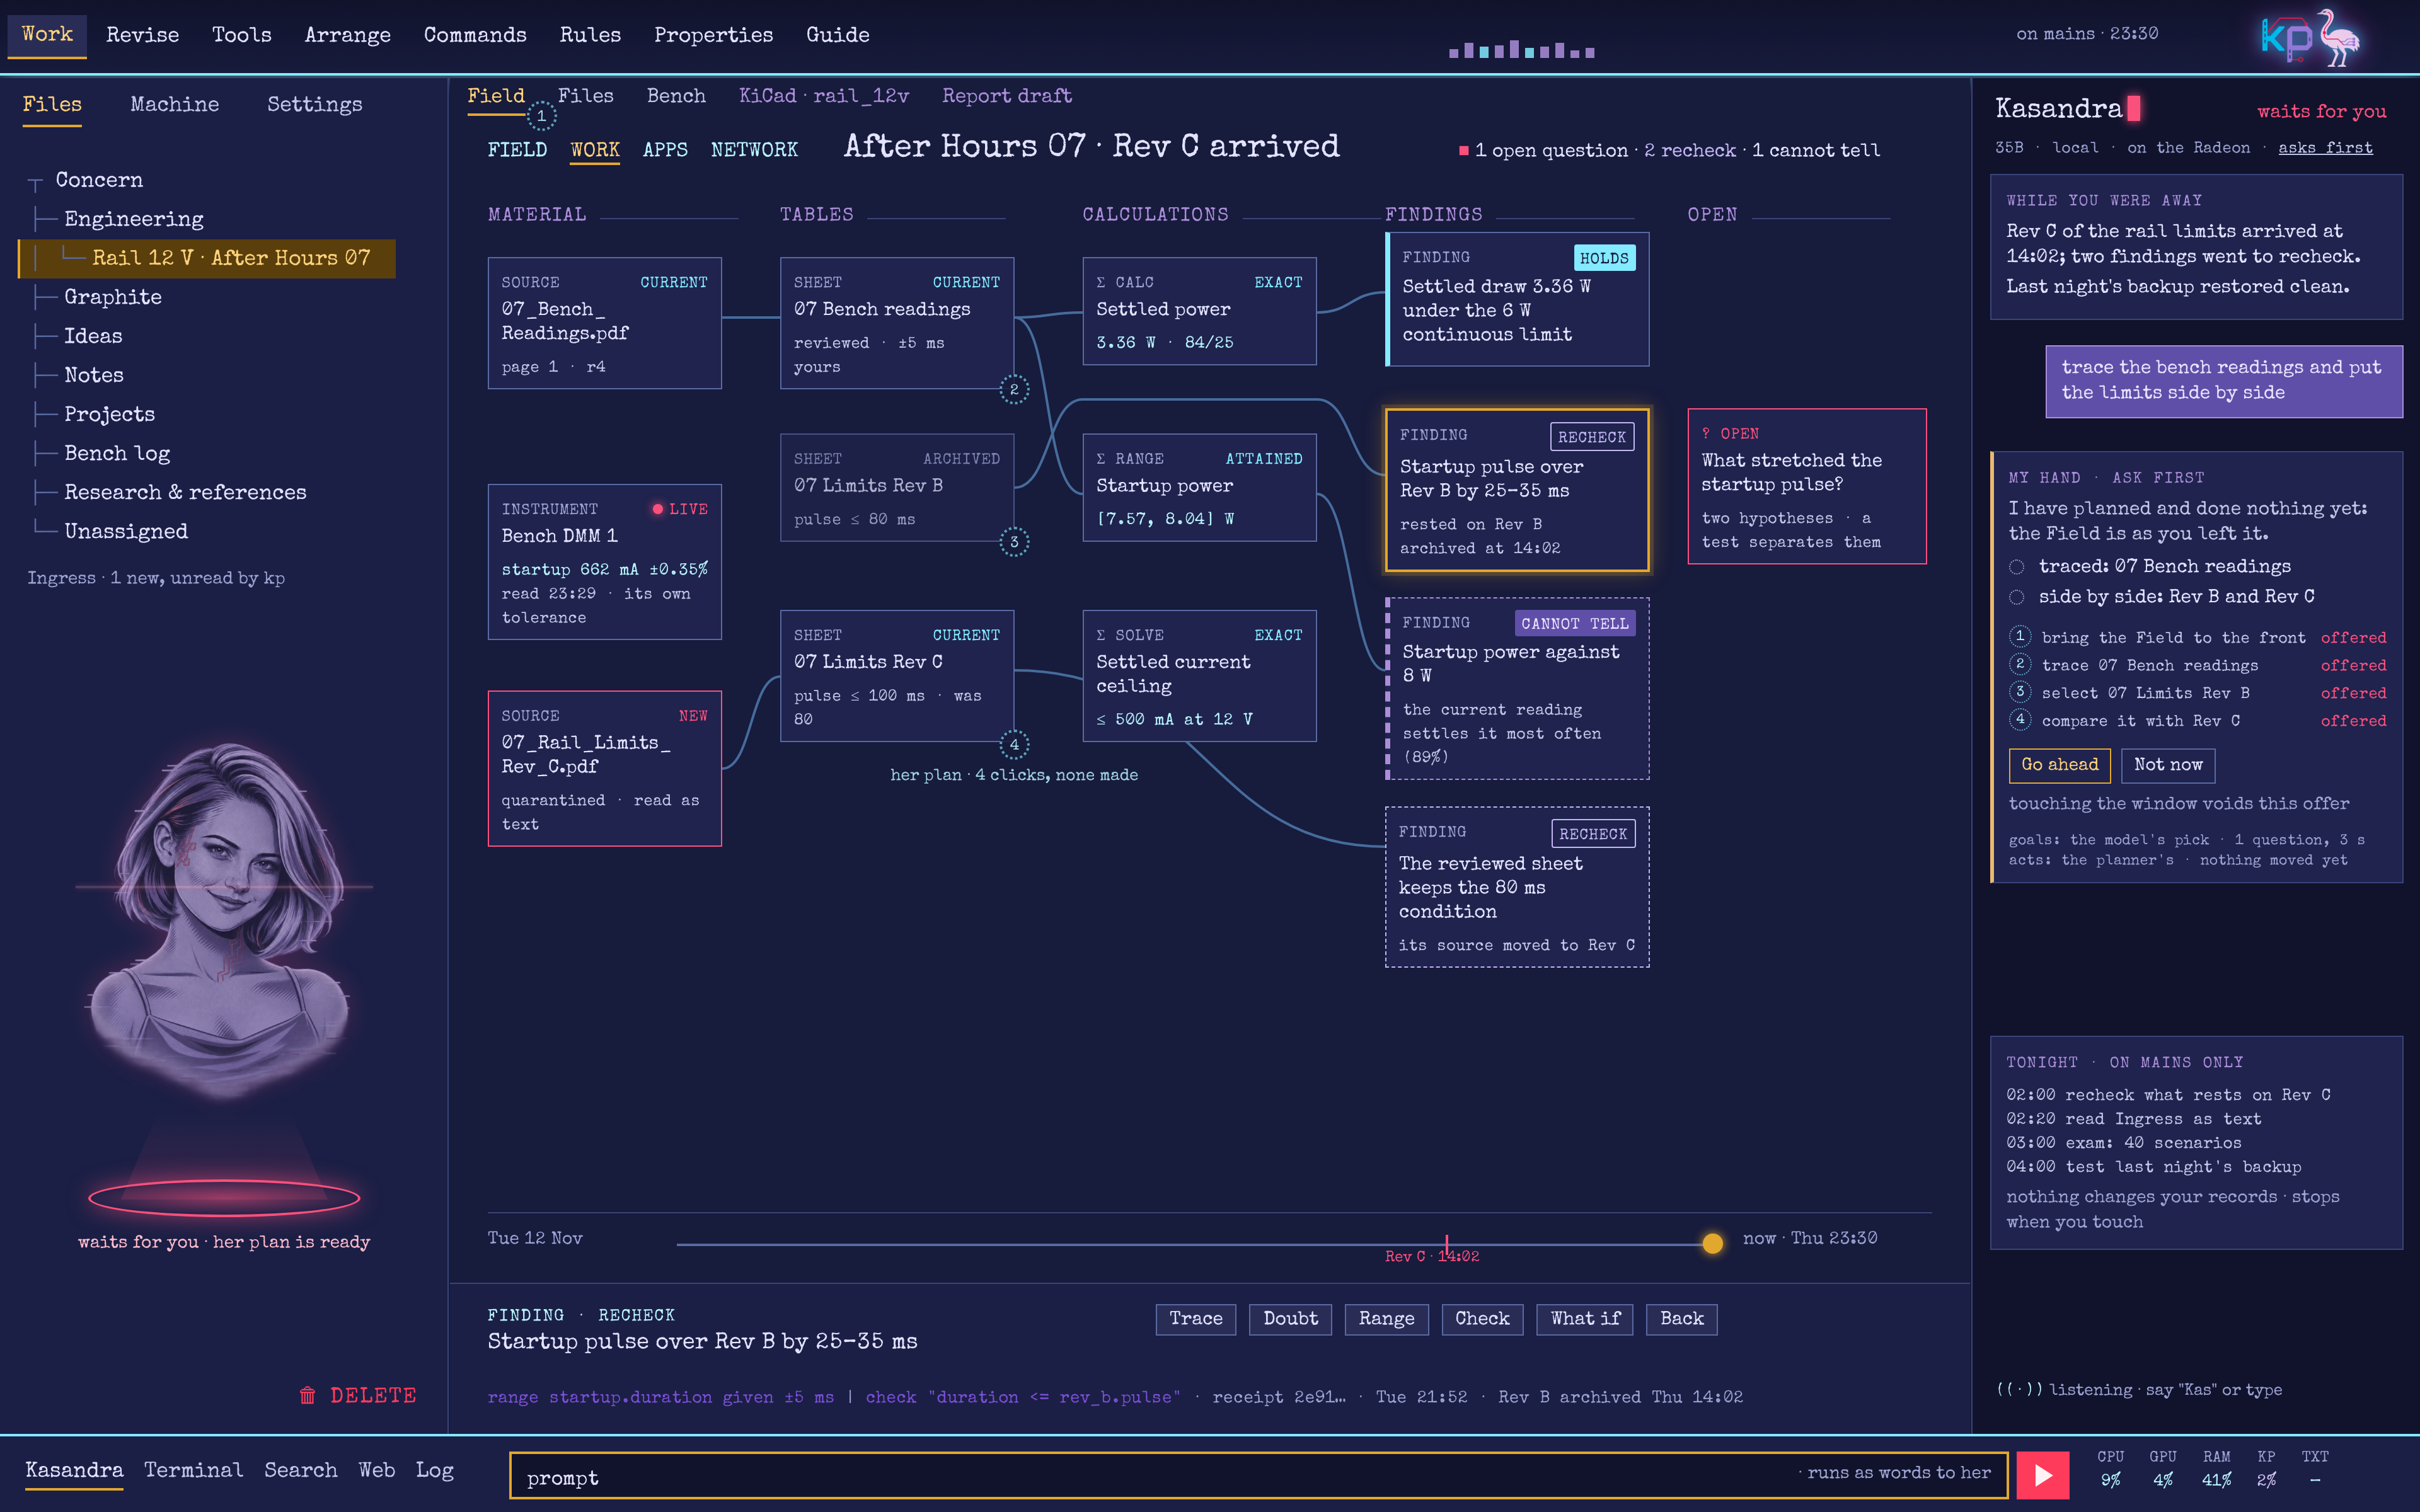 Work Revise Tools Arrange Commands Rules Properties Guide
on mains · 23:30
kp
Files Machine Settings
Concern
Engineering
Rail 12 V · After Hours 07
Graphite
Ideas
Notes
Projects
Bench log
Research & references
Unassigned
Ingress · 1 new, unread by kp
waits for you · her plan is ready
DELETE
Field Files Bench KiCad · rail_12v Report draft
1
FIELD WORK APPS NETWORK
After Hours 07 · Rev C arrived
1 open question · 2 recheck · 1 cannot tell
MATERIAL
SOURCE CURRENT
07_Bench_
Readings.pdf
page 1 · r4
INSTRUMENT LIVE
Bench DMM 1
startup 662 mA ±0.35%
read 23:29 · its own
tolerance
SOURCE NEW
07_Rail_Limits_
Rev_C.pdf
quarantined · read as
text
TABLES
SHEET CURRENT
07 Bench readings
reviewed · ±5 ms
yours
2
SHEET ARCHIVED
07 Limits Rev B
pulse ≤ 80 ms
3
SHEET CURRENT
07 Limits Rev C
pulse ≤ 100 ms · was
80
4
her plan · 4 clicks, none made
CALCULATIONS
Σ CALC EXACT
Settled power
3.36 W · 84/25
Σ RANGE ATTAINED
Startup power
[7.57, 8.04] W
Σ SOLVE EXACT
Settled current
ceiling
≤ 500 mA at 12 V
FINDINGS
FINDING HOLDS
Settled draw 3.36 W
under the 6 W
continuous limit
FINDING RECHECK
Startup pulse over
Rev B by 25–35 ms
rested on Rev B
archived at 14:02
FINDING CANNOT TELL
Startup power against
8 W
the current reading
settles it most often
(89%)
FINDING RECHECK
The reviewed sheet
keeps the 80 ms
condition
its source moved to Rev C
OPEN
? OPEN
What stretched the
startup pulse?
two hypotheses · a
test separates them
Tue 12 Nov
Rev C · 14:02
now · Thu 23:30
FINDING · RECHECK
Startup pulse over Rev B by 25–35 ms
Trace Doubt Range Check What if Back
range startup.duration given ±5 ms | check "duration <= rev_b.pulse" · receipt 2e91… · Tue 21:52 · Rev B archived Thu 14:02
Kasandra
waits for you
35B · local · on the Radeon · asks first
WHILE YOU WERE AWAY
Rev C of the rail limits arrived at
14:02; two findings went to recheck.
Last night's backup restored clean.
trace the bench readings and put
the limits side by side
MY HAND · ASK FIRST
I have planned and done nothing yet:
the Field is as you left it.
traced: 07 Bench readings
side by side: Rev B and Rev C
1 bring the Field to the front offered
2 trace 07 Bench readings offered
3 select 07 Limits Rev B offered
4 compare it with Rev C offered
Go ahead Not now
touching the window voids this offer
goals: the model's pick · 1 question, 3 s
acts: the planner's · nothing moved yet
TONIGHT · ON MAINS ONLY
02:00 recheck what rests on Rev C
02:20 read Ingress as text
03:00 exam: 40 scenarios
04:00 test last night's backup
nothing changes your records · stops
when you touch
((·)) listening · say "Kas" or type
Kasandra Terminal Search Web Log
prompt
· runs as words to her
CPU GPU RAM KP TXT
9% 4% 41% 2% —